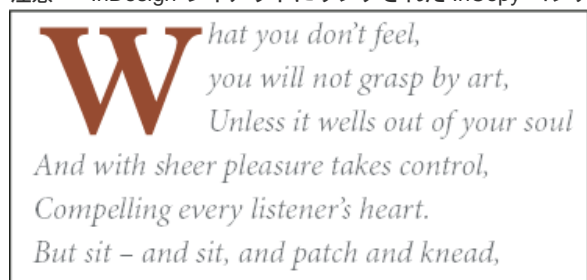 What you don't feel,
you will not grasp by art,
Unless it wells out of your soul
And with sheer pleasure takes control,
Compelling every listener's heart.
But sit – and sit, and patch and knead,